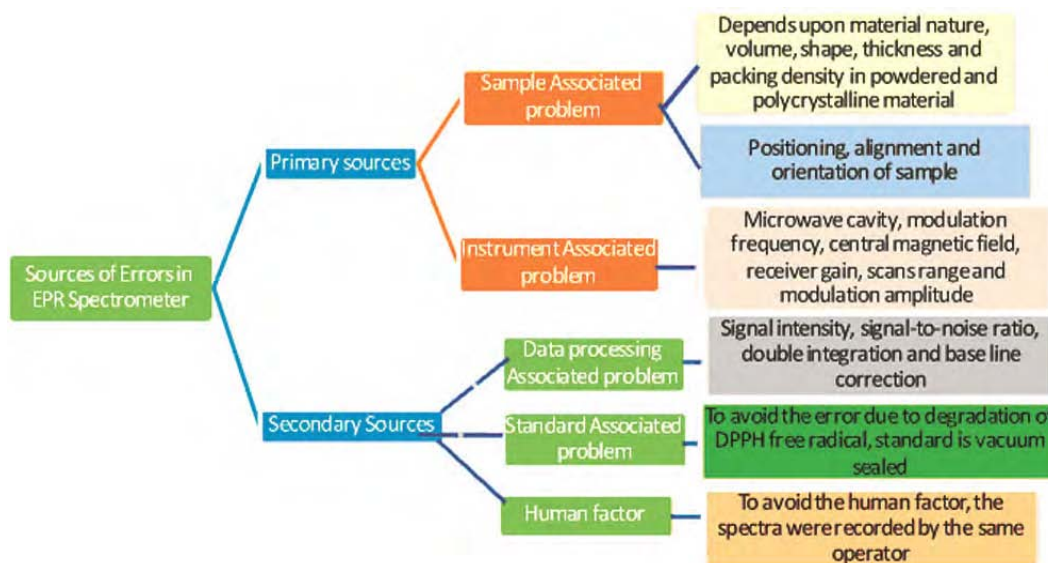 Sources of Errors in
EPR Spectrometer
Primary sources
Sample Associated
problem
Depends upon material nature,
volume, shape, thickness and
packing density in powdered and
polycrystalline material
Positioning, alignment and
orientation of sample
Instrument Associated
problem
Microwave cavity, modulation
frequency, central magnetic field,
receiver gain, scans range and
modulation amplitude
Secondary Sources
Data processing
Associated problem
Signal intensity, signal-to-noise ratio,
double integration and base line
correction
Standard Associated
problem
To avoid the error due to degradation of
DPPH free radical, standard is vacuum
sealed
Human factor
To avoid the human factor, the
spectra were recorded by the same
operator